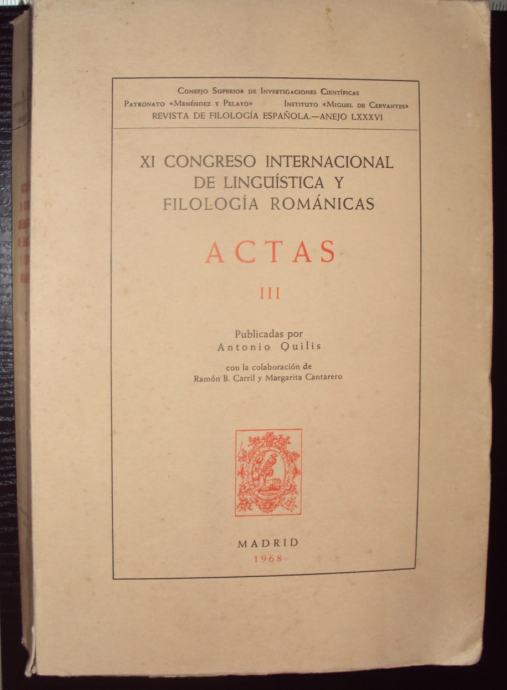 Consejo Superior de Investigaciones Científicas
Patronato «Menéndez y Pelayo» Instituto «Miguel de Cervantes»
REVISTA DE FILOLOGÍA ESPAÑOLA.—ANEJO LXXXVI
XI CONGRESO INTERNACIONAL
DE LINGÜÍSTICA Y
FILOLOGÍA ROMÁNICAS
ACTAS
III
Publicadas por
Antonio Quilis
con la colaboración de
Ramón B. Carril y Margarita Cantarero
MADRID
1968